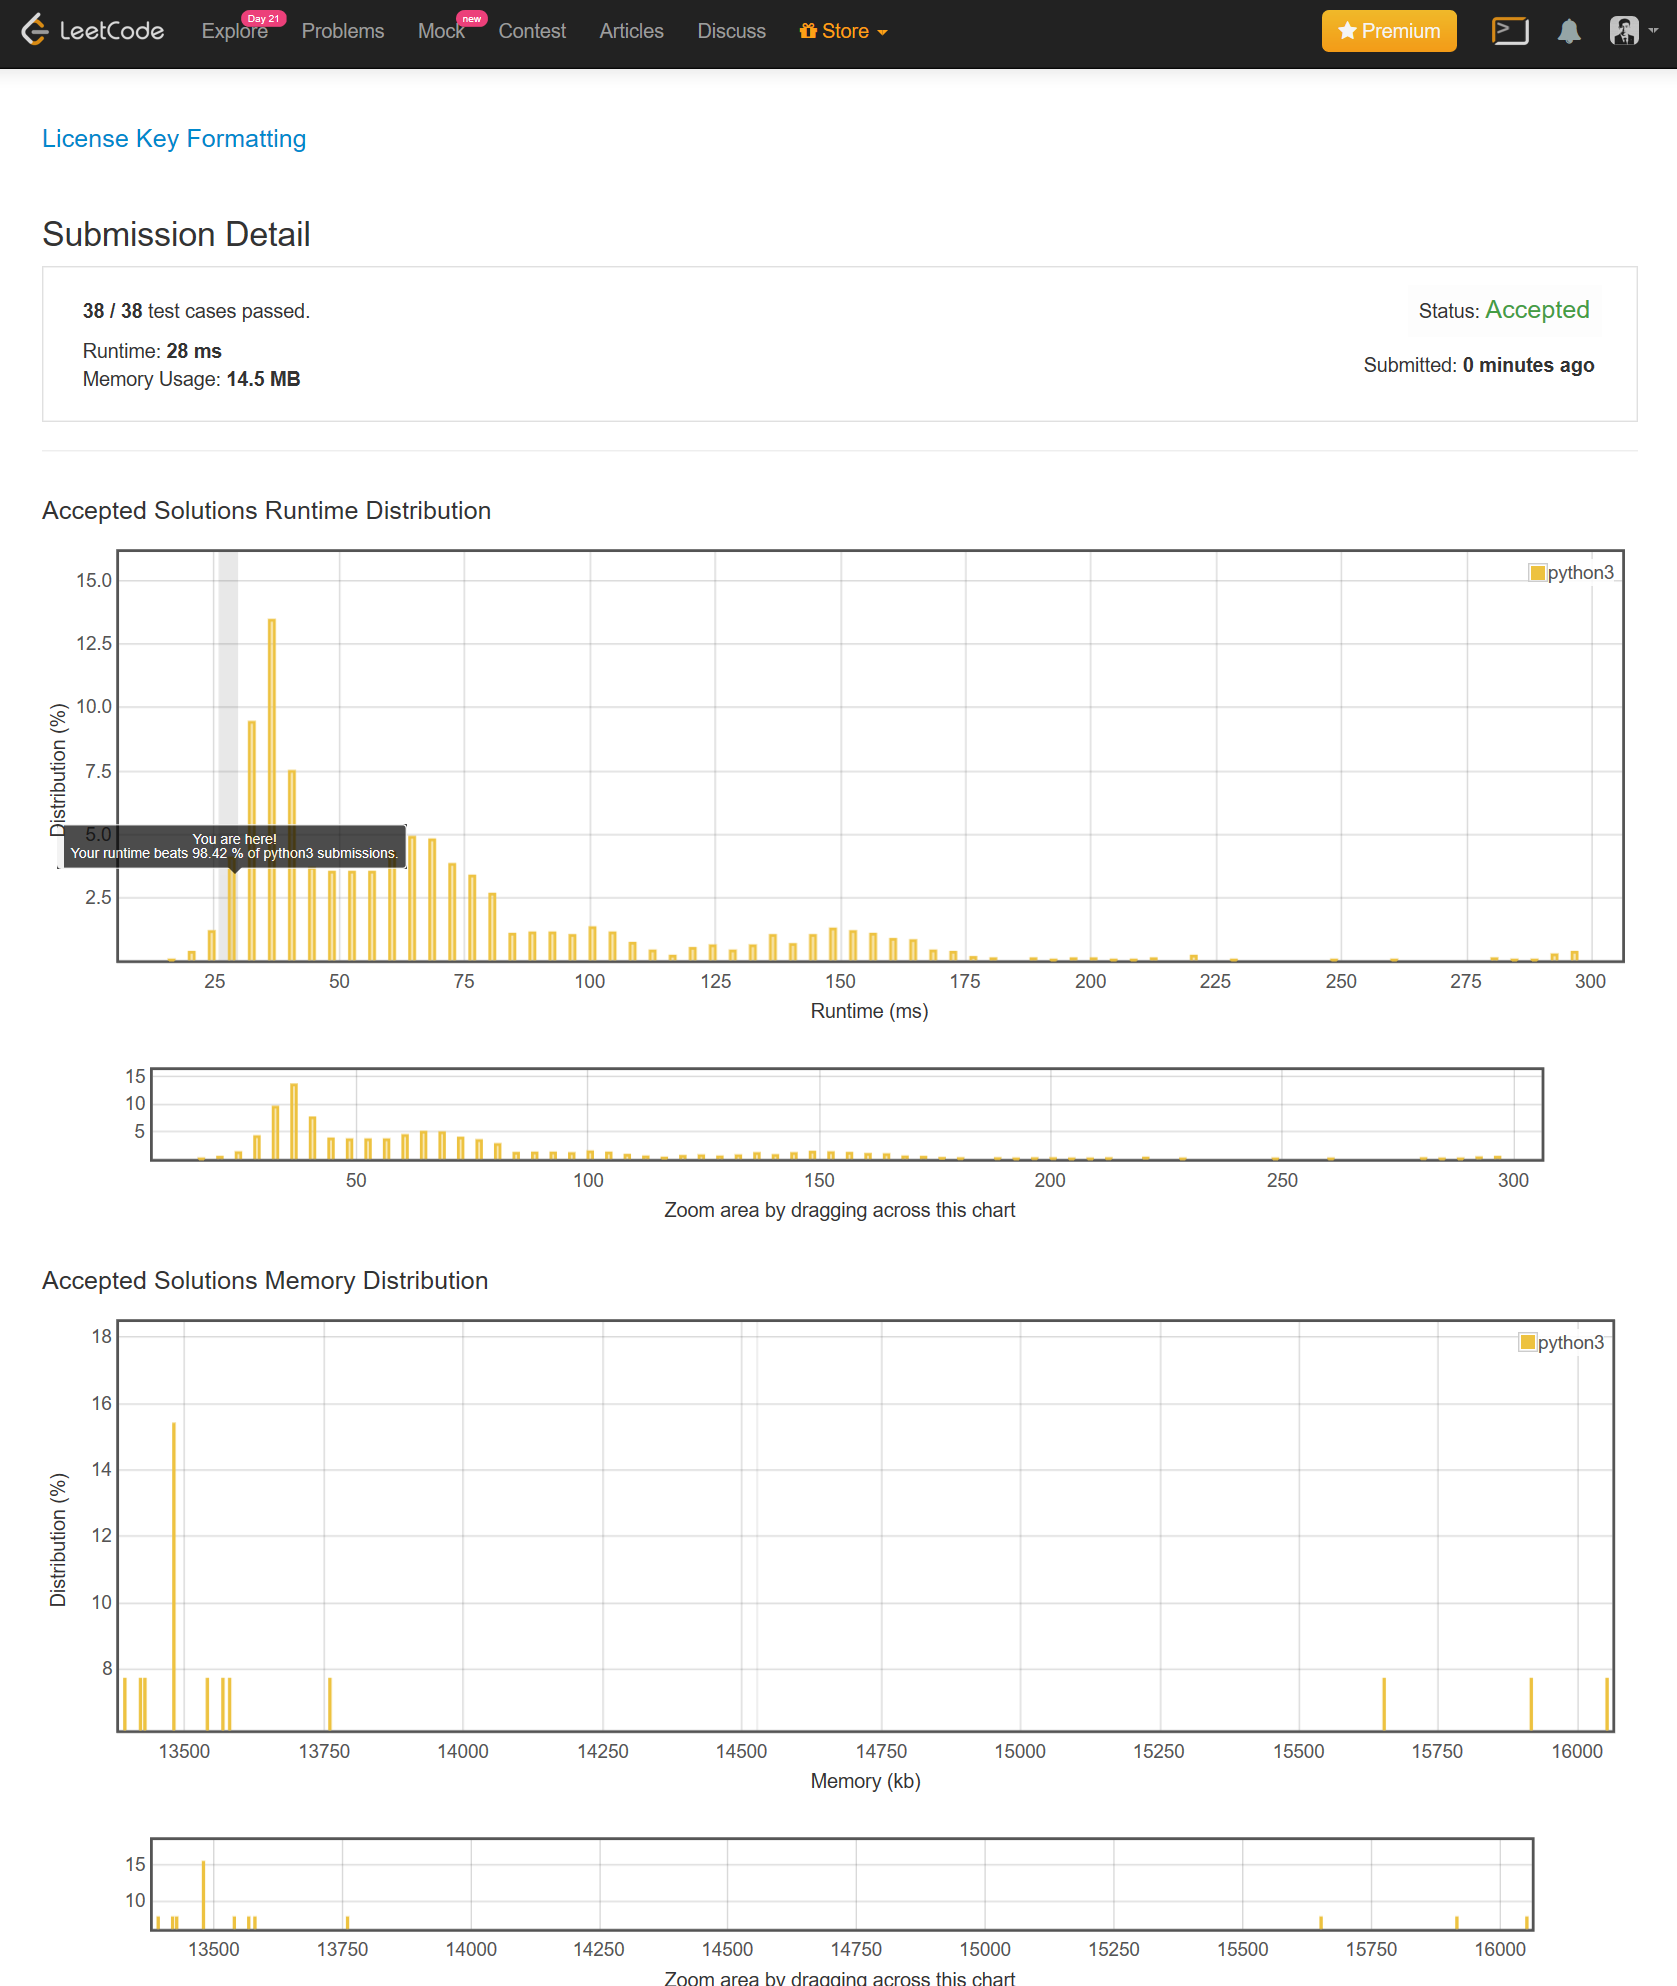 LeetCode
Explore
Day 21
Problems
Mock
new
Contest
Articles
Discuss
Store
Premium
License Key Formatting
Submission Detail
38 / 38 test cases passed.
Status: Accepted
Runtime: 28 ms
Submitted: 0 minutes ago
Memory Usage: 14.5 MB
Accepted Solutions Runtime Distribution
Distribution (%)
15.0
12.5
10.0
7.5
5.0
2.5
python3
You are here!
Your runtime beats 98.42 % of python3 submissions.
25 50 75 100 125 150 175 200 225 250 275 300
Runtime (ms)
15
10
5
50 100 150 200 250 300
Zoom area by dragging across this chart
Accepted Solutions Memory Distribution
Distribution (%)
18
16
14
12
10
8
python3
13500 13750 14000 14250 14500 14750 15000 15250 15500 15750 16000
Memory (kb)
15
10
13500 13750 14000 14250 14500 14750 15000 15250 15500 15750 16000
Zoom area by dragging across this chart